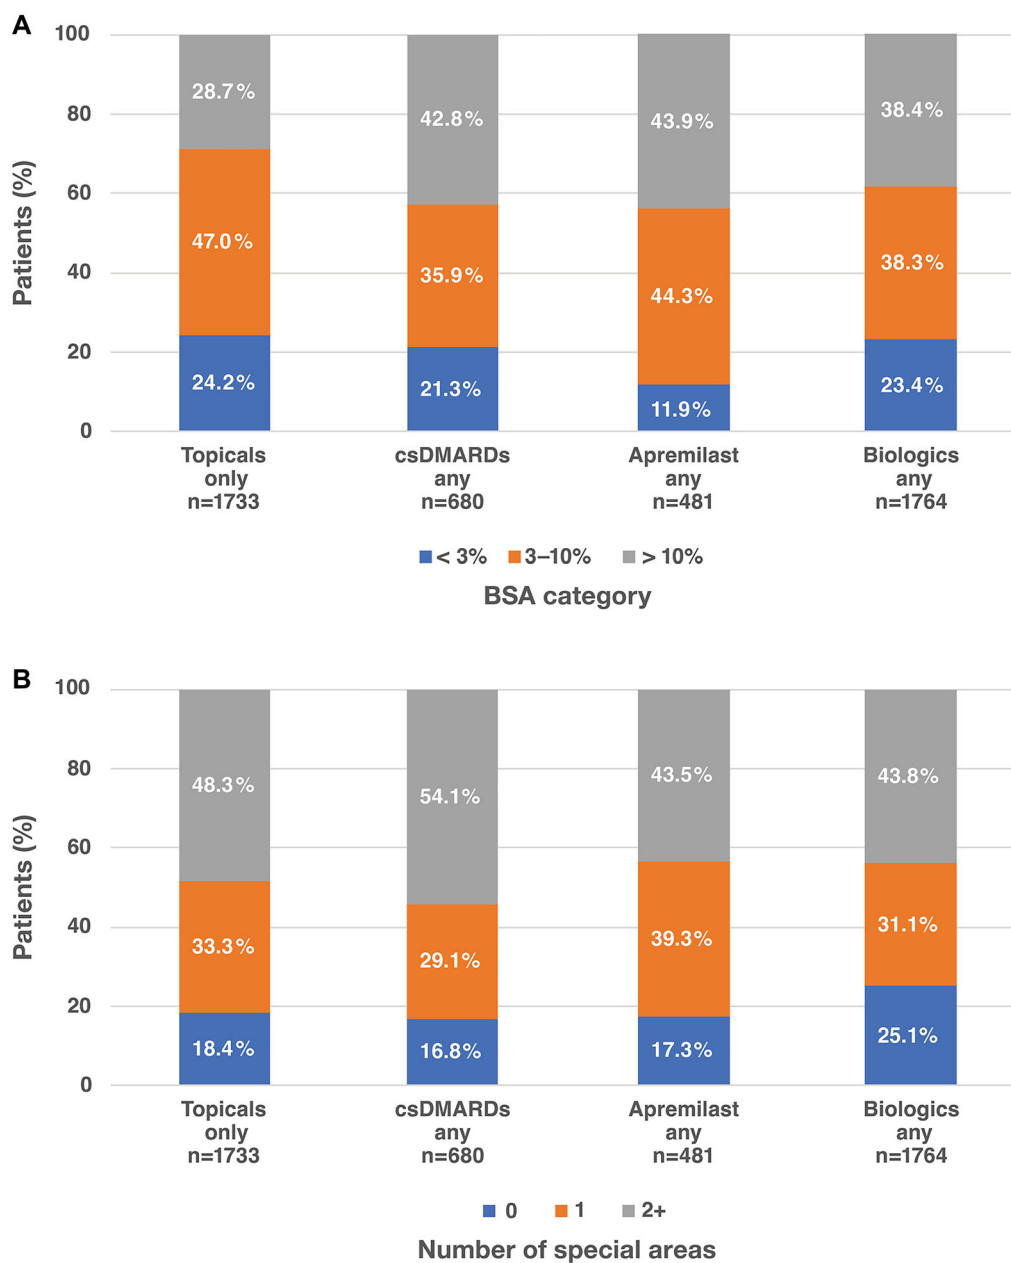 A
Patients (%)
100
80
60
40
20
0
28.7%
42.8%
43.9%
38.4%
47.0%
35.9%
44.3%
38.3%
24.2%
21.3%
11.9%
23.4%
Topicals only n=1733
csDMARDs any n=680
Apremilast any n=481
Biologics any n=1764
< 3% 3–10% > 10%
BSA category
B
Patients (%)
100
80
60
40
20
0
48.3%
54.1%
43.5%
43.8%
33.3%
29.1%
39.3%
31.1%
18.4%
16.8%
17.3%
25.1%
Topicals only n=1733
csDMARDs any n=680
Apremilast any n=481
Biologics any n=1764
0 1 2+
Number of special areas